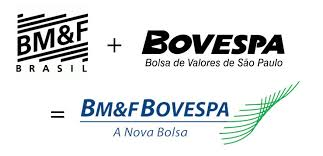 BM&F
BRASIL
+
BOVESPA
Bolsa de Valores de São Paulo
=
BM&FBOVESPA
A Nova Bolsa